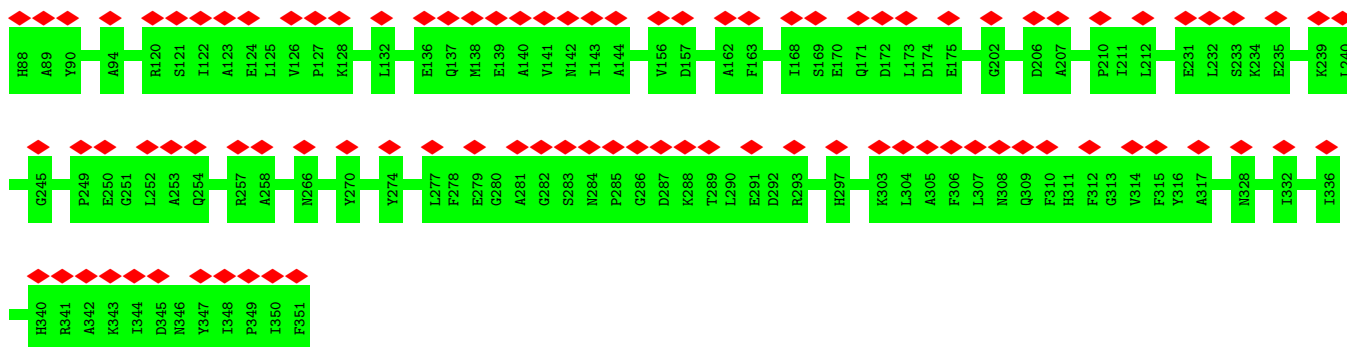 H88 A89 Y90 A94 R120 S121 I122 A123 E124 L125 V126 P127 K128 L132 E136 Q137 M138 E139 A140 V141 N142 I143 A144 V156 D157 A162 F163 I168 S169 E170 Q171 D172 L173 D174 E175 G202 D206 A207 P210 I211 L212 E231 L232 S233 K234 E235 K239 L240
G245 P249 E250 G251 L252 A253 Q254 R257 A258 N266 Y270 Y274 L277 F278 E279 G280 A281 G282 S283 N284 P285 G286 D287 K288 T289 L290 E291 D292 R293 H297 K303 L304 A305 F306 L307 N308 Q309 F310 H311 F312 G313 V314 F315 Y316 A317 N328 I332 I336
H340 R341 A342 K343 I344 D345 N346 Y347 I348 P349 I350 F351